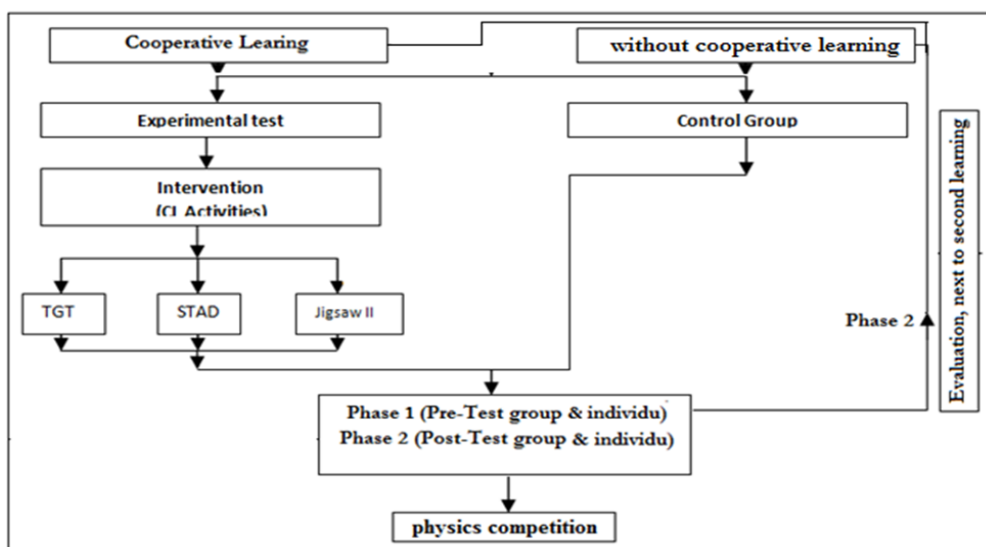 Cooperative Learing
without cooperative learning
Experimental test
Control Group
Intervention
(CL Activities)
TGT
STAD
Jigsaw II
Phase 2
Evaluation, next to second learning
Phase 1 (Pre-Test group & individu)
Phase 2 (Post-Test group & individu)
physics competition